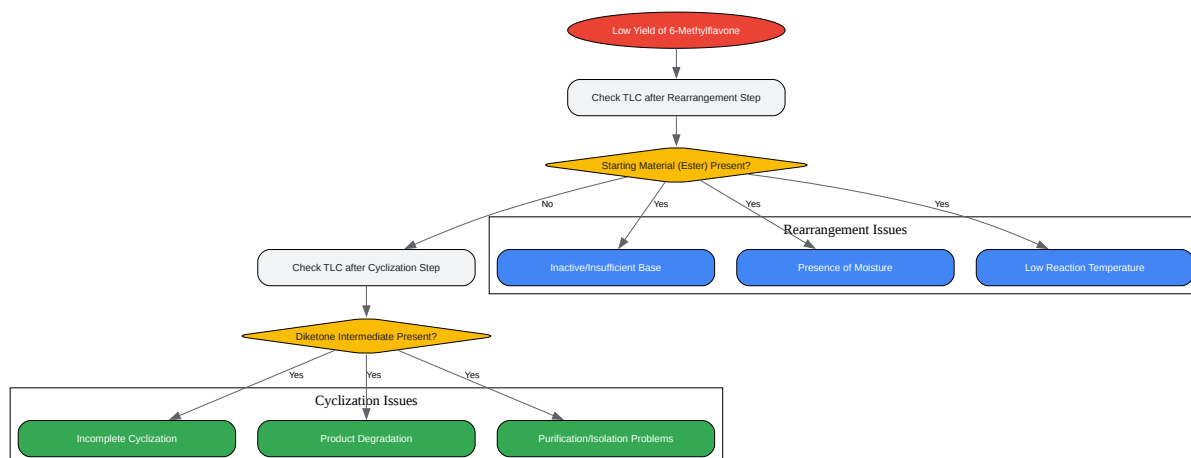 Low Yield of 6-Methylflavone
Check TLC after Rearrangement Step
Starting Material (Ester) Present?
No
Yes
Yes
Yes
Rearrangement Issues
Check TLC after Cyclization Step
Inactive/Insufficient Base
Presence of Moisture
Low Reaction Temperature
Diketone Intermediate Present?
Yes
Yes
Yes
Cyclization Issues
Incomplete Cyclization
Product Degradation
Purification/Isolation Problems